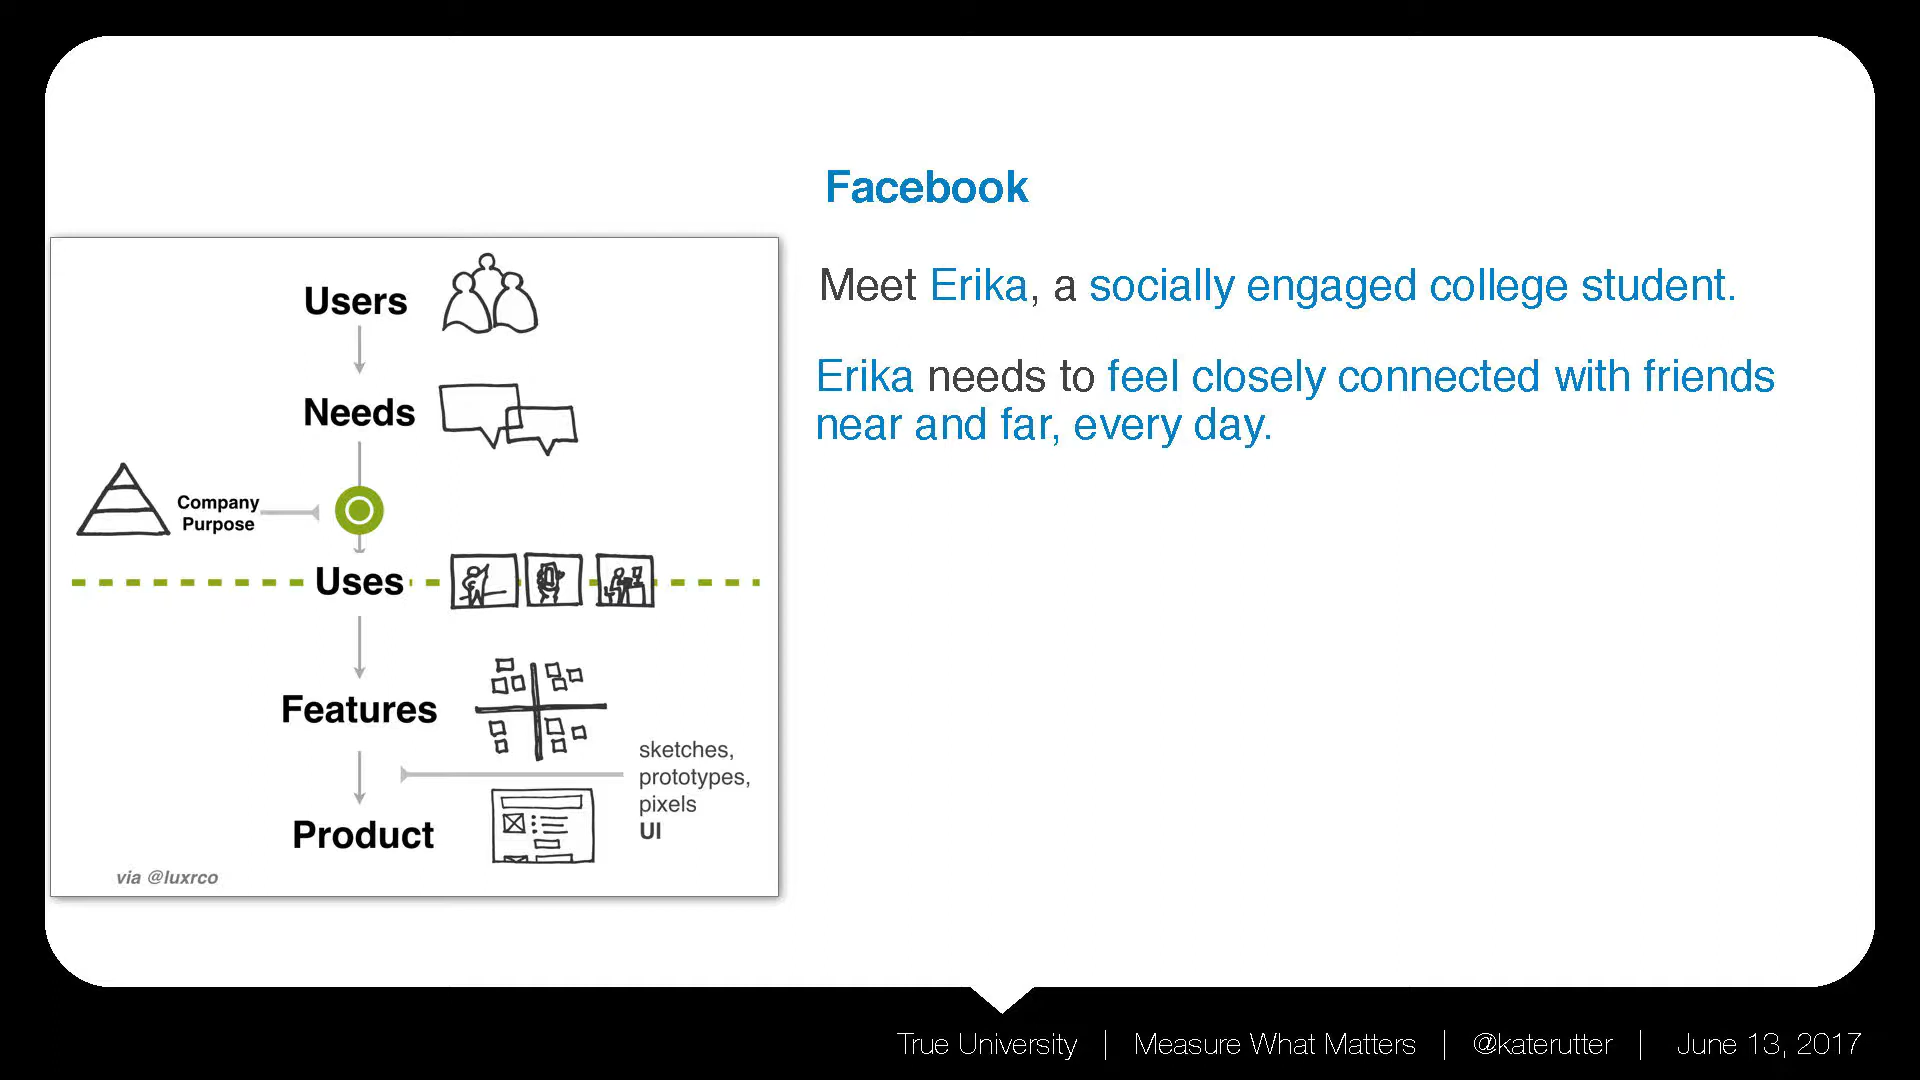 Facebook
Meet Erika, a socially engaged college student.
Erika needs to feel closely connected with friends
near and far, every day.
Users
Needs
Company
Purpose
Uses
Features
sketches,
prototypes,
pixels
UI
Product
via @luxrco
True University | Measure What Matters | @katerutter | June 13, 2017